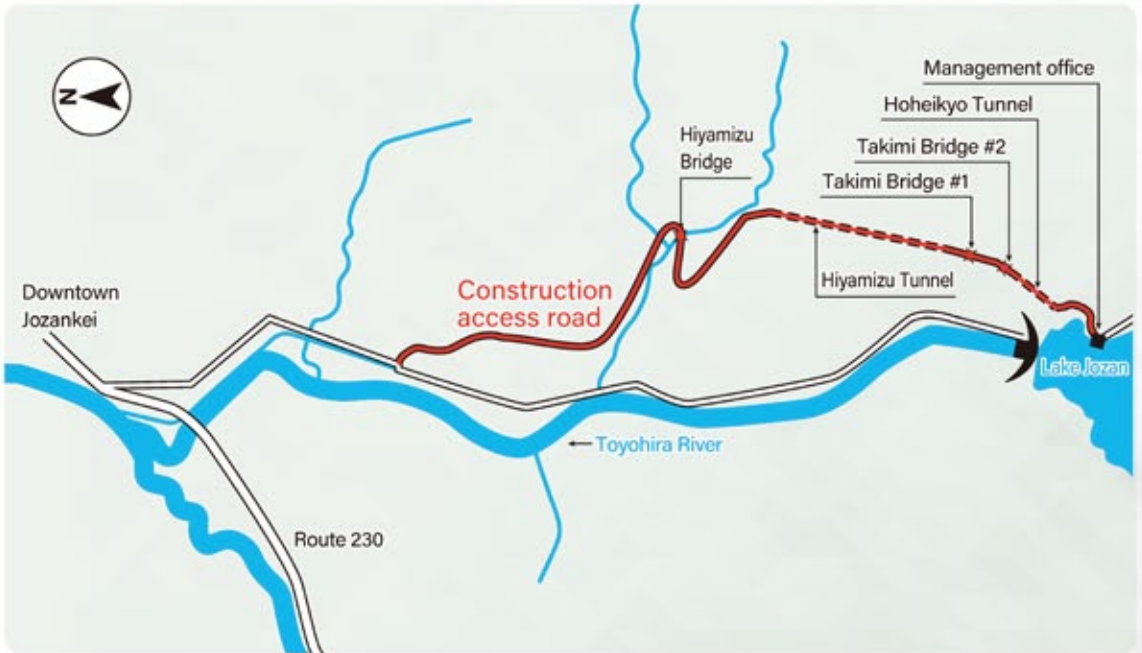 N
Management office
Hoheikyo Tunnel
Takimi Bridge #2
Takimi Bridge #1
Hiyamizu
Bridge
Hiyamizu Tunnel
Construction
access road
Downtown
Jozankei
Lake Jozan
←Toyohira River
Route 230